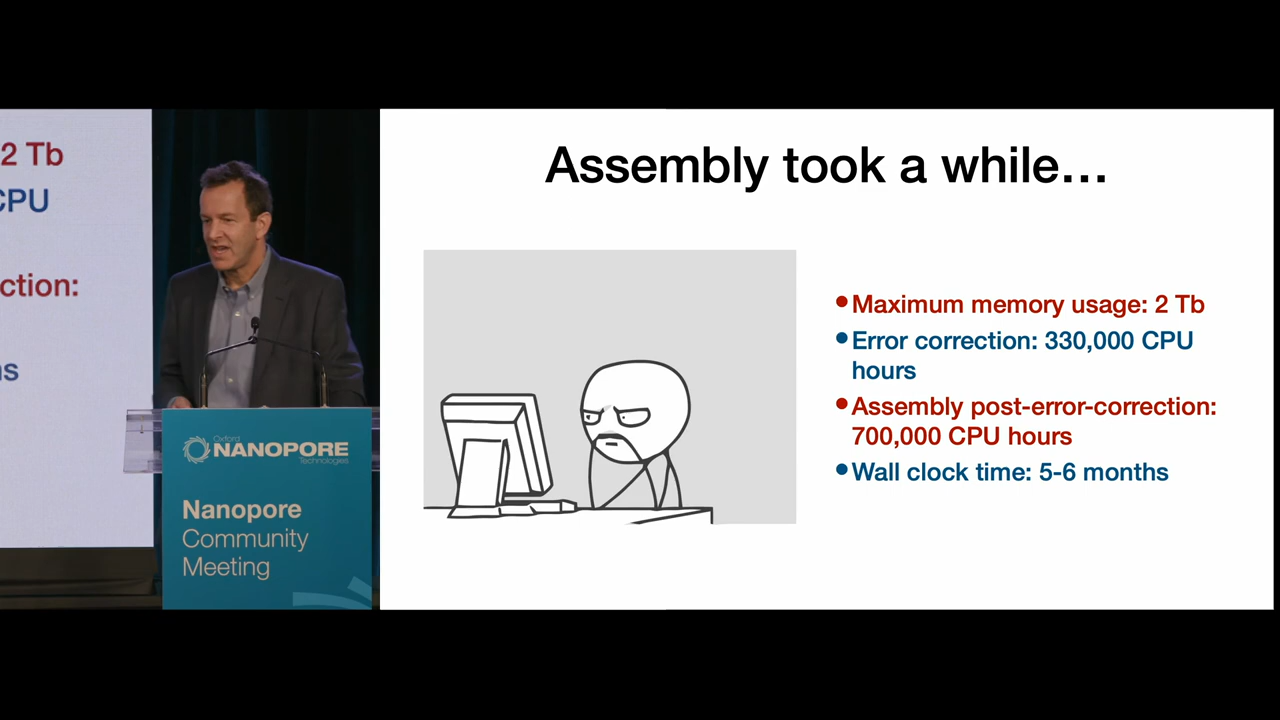 2 Tb
CPU
ction:
s
Oxford
NANOPORE
Technologies
Nanopore
Community
Meeting
Assembly took a while…
•Maximum memory usage: 2 Tb
•Error correction: 330,000 CPU
hours
•Assembly post-error-correction:
700,000 CPU hours
•Wall clock time: 5-6 months